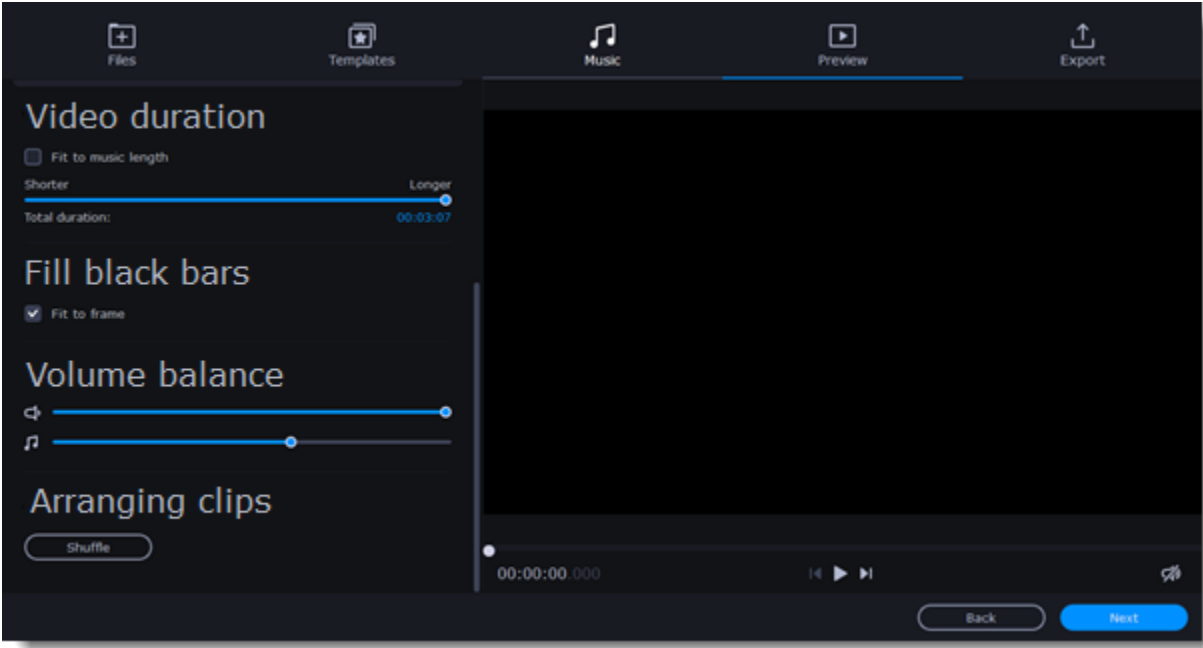 Files
Templates
Music
Preview
Export
Video duration
Fit to music length
Shorter
Longer
Total duration:
00:03:07
Fill black bars
Fit to frame
Volume balance
Arranging clips
Shuffle
00:00:00.000
Back
Next